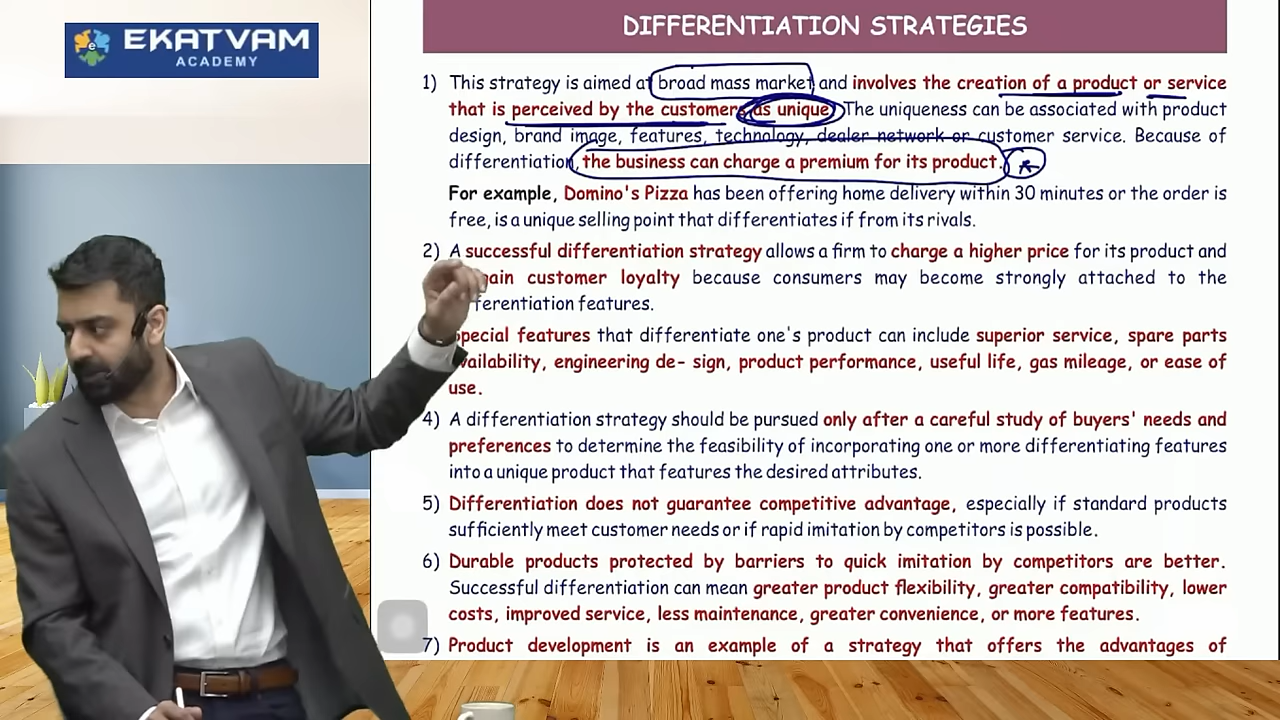 EKATVAM
ACADEMY
DIFFERENTIATION STRATEGIES
1) This strategy is aimed at broad mass market and involves the creation of a product or service
that is perceived by the customers as unique. The uniqueness can be associated with product
design, brand image, features, technology, dealer network or customer service. Because of
differentiation, the business can charge a premium for its product.
For example, Domino's Pizza has been offering home delivery within 30 minutes or the order is
free, is a unique selling point that differentiates if from its rivals.
2) A successful differentiation strategy allows a firm to charge a higher price for its product and
customer loyalty because consumers may become strongly attached to the
features.
features that differentiate one's product can include superior service, spare parts
engineering de- sign, product performance, useful life, gas mileage, or ease of
use.
4) A differentiation strategy should be pursued only after a careful study of buyers' needs and
preferences to determine the feasibility of incorporating one or more differentiating features
into a unique product that features the desired attributes.
5) Differentiation does not guarantee competitive advantage, especially if standard products
sufficiently meet customer needs or if rapid imitation by competitors is possible.
6) Durable products protected by barriers to quick imitation by competitors are better.
Successful differentiation can mean greater product flexibility, greater compatibility, lower
costs, improved service, less maintenance, greater convenience, or more features.
7) Product development is an example of a strategy that offers the advantages of